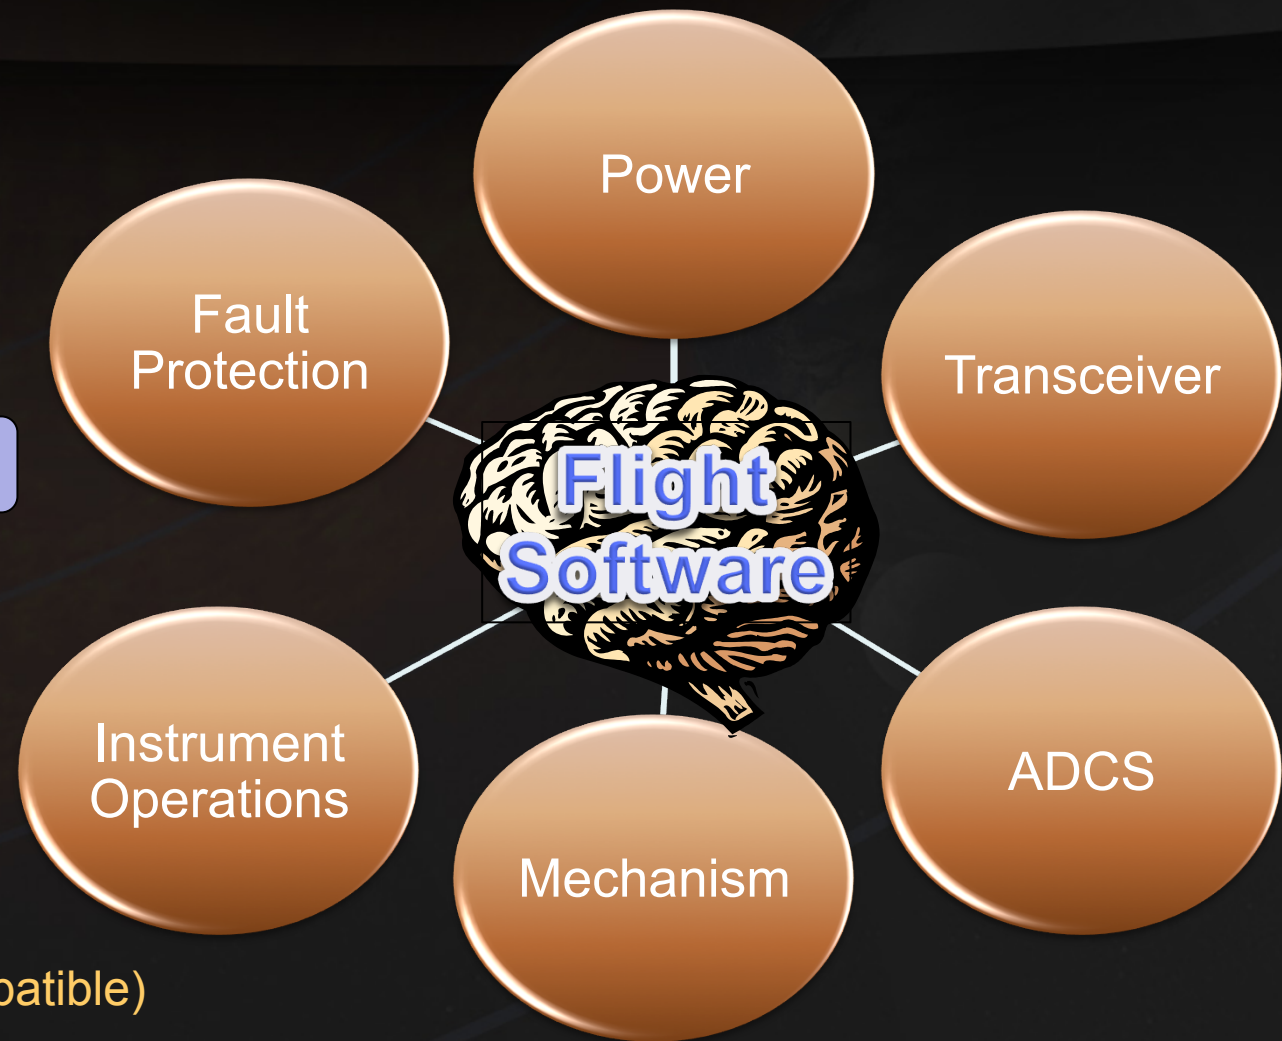 Power
Fault
Protection
Transceiver
Flight
Software
Instrument
Operations
ADCS
Mechanism
patible)